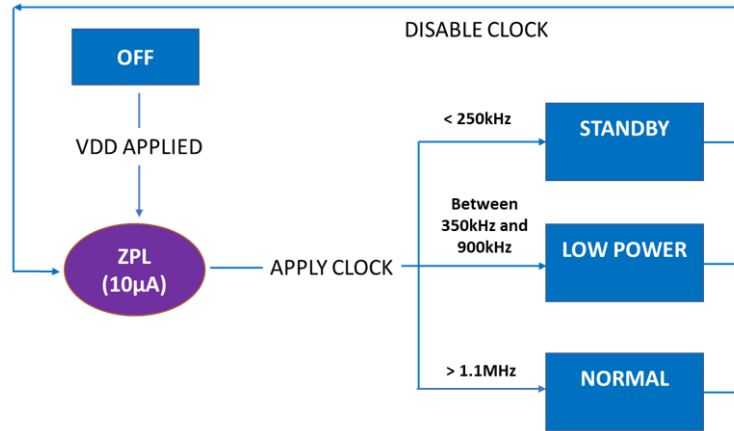 DISABLE CLOCK
OFF
VDD APPLIED
ZPL
(10µA)
APPLY CLOCK
< 250kHz
STANDBY
Between
350kHz and
900kHz
LOW POWER
> 1.1MHz
NORMAL